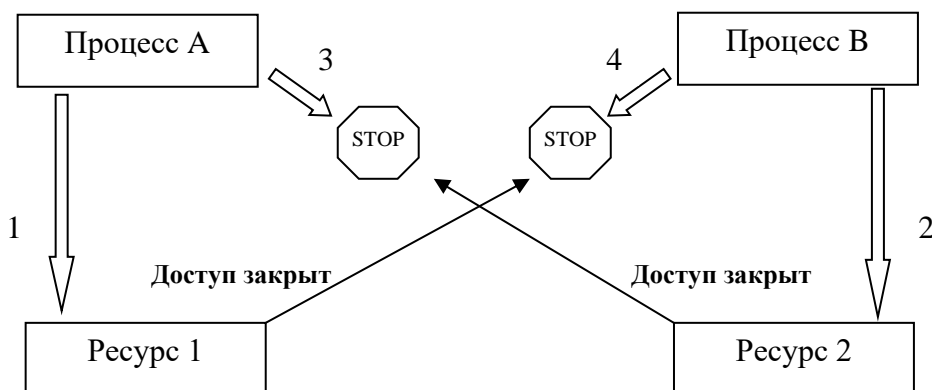 Процесс А
Процесс В
3
4
STOP
STOP
1
2
Доступ закрыт
Доступ закрыт
Ресурс 1
Ресурс 2